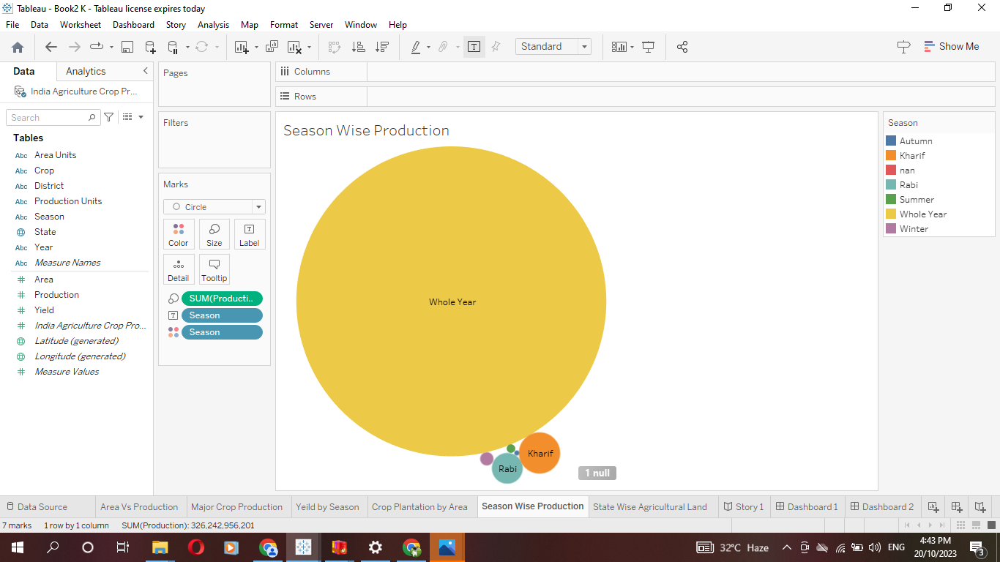 Tableau - Book2 K - Tableau license expires today
File Data Worksheet Dashboard Story Analysis Map Format Server Window Help
Standard
Show Me
Data Analytics
India Agriculture Crop Pr...
Search
Tables
Abc Area Units
Abc Crop
Abc District
Abc Production Units
Abc Season
State
Abc Year
Abc Measure Names
# Area
# Production
# Yield
# India Agriculture Crop Pro...
Latitude (generated)
Longitude (generated)
# Measure Values
Pages
Filters
Marks
Circle
Color Size Label
Detail Tooltip
SUM(Producti..
Season
Season
Columns
Rows
Season Wise Production
Whole Year
Kharif
Rabi
1 null
Season
Autumn
Kharif
nan
Rabi
Summer
Whole Year
Winter
Data Source Area Vs Production Major Crop Production Yeild by Season Crop Plantation by Area Season Wise Production State Wise Agricultural Land Story 1 Dashboard 1 Dashboard 2
7 marks 1 row by 1 column SUM(Production): 326,242,956,201
32°C Haze ENG 4:43 PM
20/10/2023 3